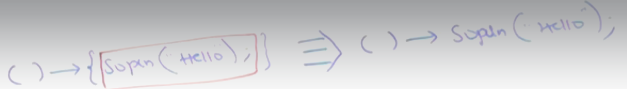 ( ) → { Sopln ("Hello"); } ⇒ ( ) → Sopln ("Hello");